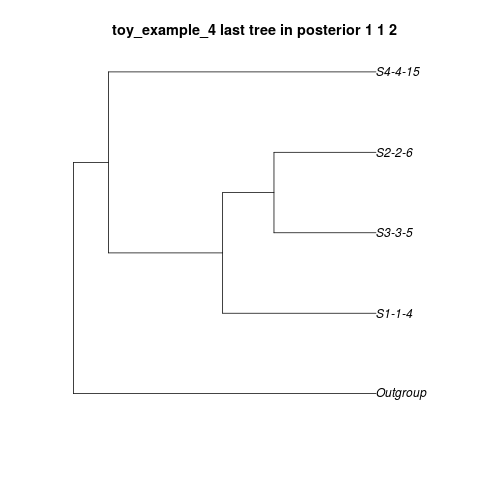 toy_example_4 last tree in posterior 1 1 2
S4-4-15
S2-2-6
S3-3-5
S1-1-4
Outgroup